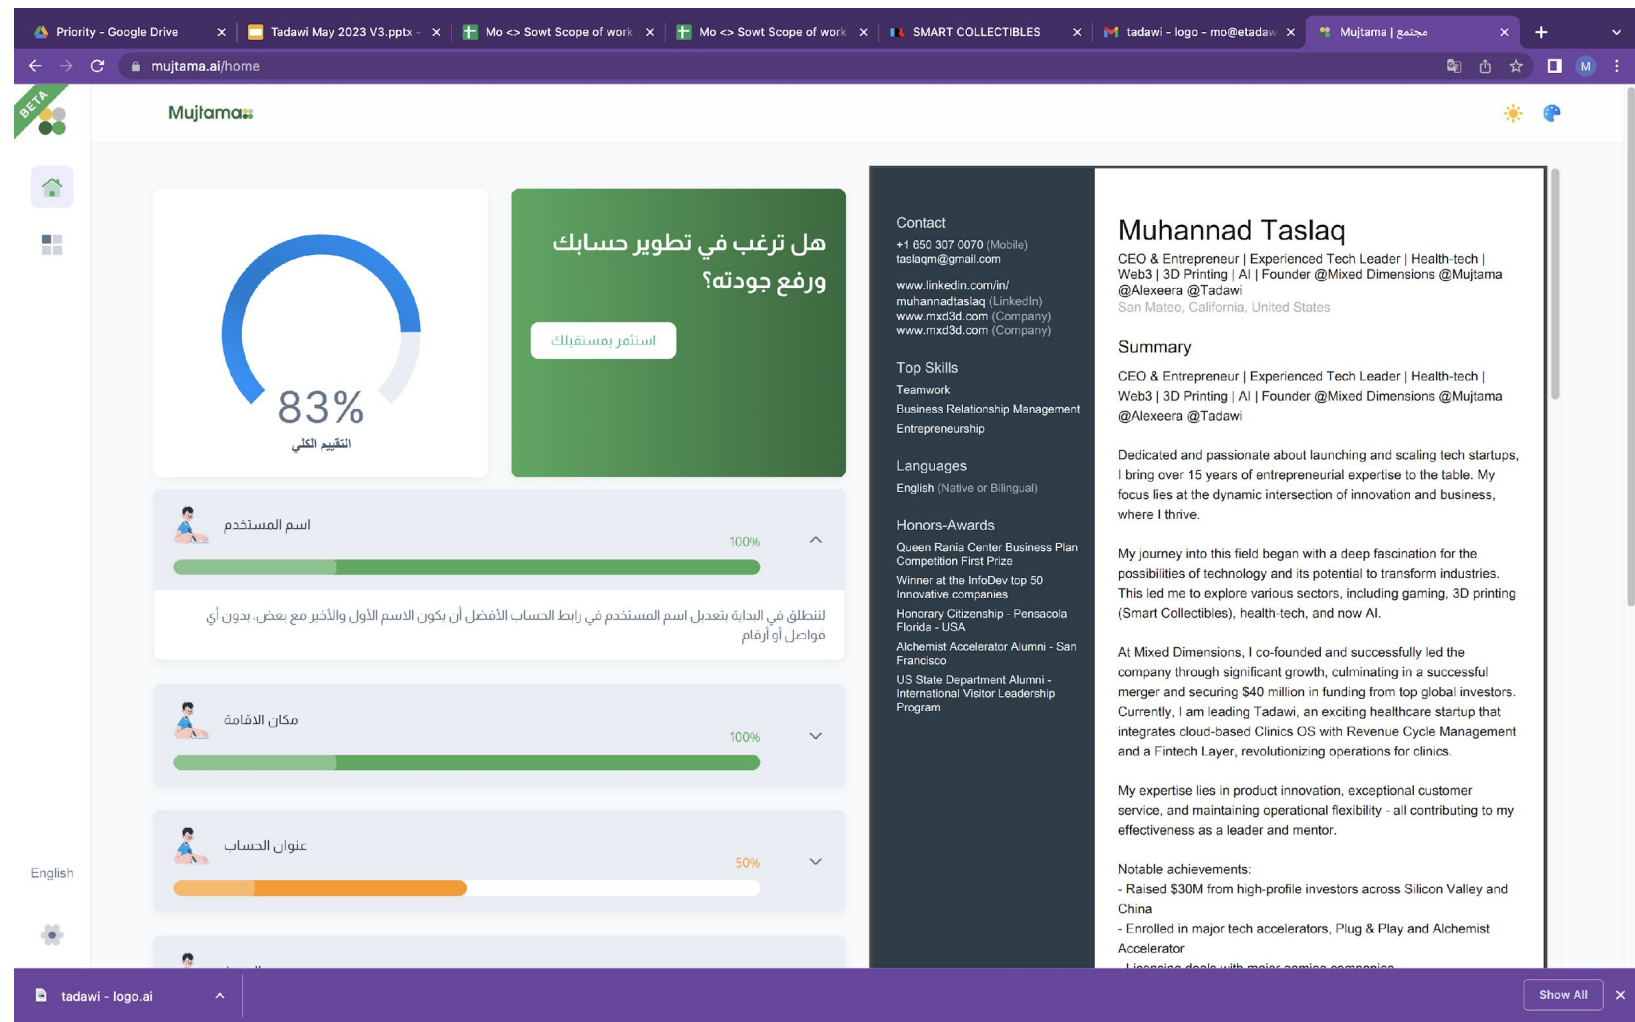 Priority - Google Drive
Tadawi May 2023 V3.pptx -
Mo <> Sowt Scope of work
Mo <> Sowt Scope of work
SMART COLLECTIBLES
tadawi - logo - mo@etadaw
Mujtama | مجتمع
mujtama.ai/home
M
BETA
Mujtama
83%
التقييم الكلي
هل ترغب في تطوير حسابك
ورفع جودته؟
استثمر بمستقبلك
اسم المستخدم
100%
لننطلق في البداية بتعديل اسم المستخدم في رابط الحساب الأفضل أن يكون الاسم الأول والأخير مع بعض، بدون أي
فواصل أو أرقام
مكان الاقامة
100%
عنوان الحساب
50%
English
Contact
+1 650 307 0070 (Mobile)
taslaqm@gmail.com
www.linkedin.com/in/
muhannadtaslaq (LinkedIn)
www.mxd3d.com (Company)
www.mxd3d.com (Company)
Top Skills
Teamwork
Business Relationship Management
Entrepreneurship
Languages
English (Native or Bilingual)
Honors-Awards
Queen Rania Center Business Plan
Competition First Prize
Winner at the InfoDev top 50
Innovative companies
Honorary Citizenship - Pensacola
Florida - USA
Alchemist Accelerator Alumni - San
Francisco
US State Department Alumni -
International Visitor Leadership
Program
Muhannad Taslaq
CEO & Entrepreneur | Experienced Tech Leader | Health-tech |
Web3 | 3D Printing | AI | Founder @Mixed Dimensions @Mujtama
@Alexeera @Tadawi
San Mateo, California, United States
Summary
CEO & Entrepreneur | Experienced Tech Leader | Health-tech |
Web3 | 3D Printing | AI | Founder @Mixed Dimensions @Mujtama
@Alexeera @Tadawi
Dedicated and passionate about launching and scaling tech startups,
I bring over 15 years of entrepreneurial expertise to the table. My
focus lies at the dynamic intersection of innovation and business,
where I thrive.
My journey into this field began with a deep fascination for the
possibilities of technology and its potential to transform industries.
This led me to explore various sectors, including gaming, 3D printing
(Smart Collectibles), health-tech, and now AI.
At Mixed Dimensions, I co-founded and successfully led the
company through significant growth, culminating in a successful
merger and securing $40 million in funding from top global investors.
Currently, I am leading Tadawi, an exciting healthcare startup that
integrates cloud-based Clinics OS with Revenue Cycle Management
and a Fintech Layer, revolutionizing operations for clinics.
My expertise lies in product innovation, exceptional customer
service, and maintaining operational flexibility - all contributing to my
effectiveness as a leader and mentor.
Notable achievements:
- Raised $30M from high-profile investors across Silicon Valley and
China
- Enrolled in major tech accelerators, Plug & Play and Alchemist
Accelerator
- Licensing deals with major gaming companies
tadawi - logo.ai
Show All